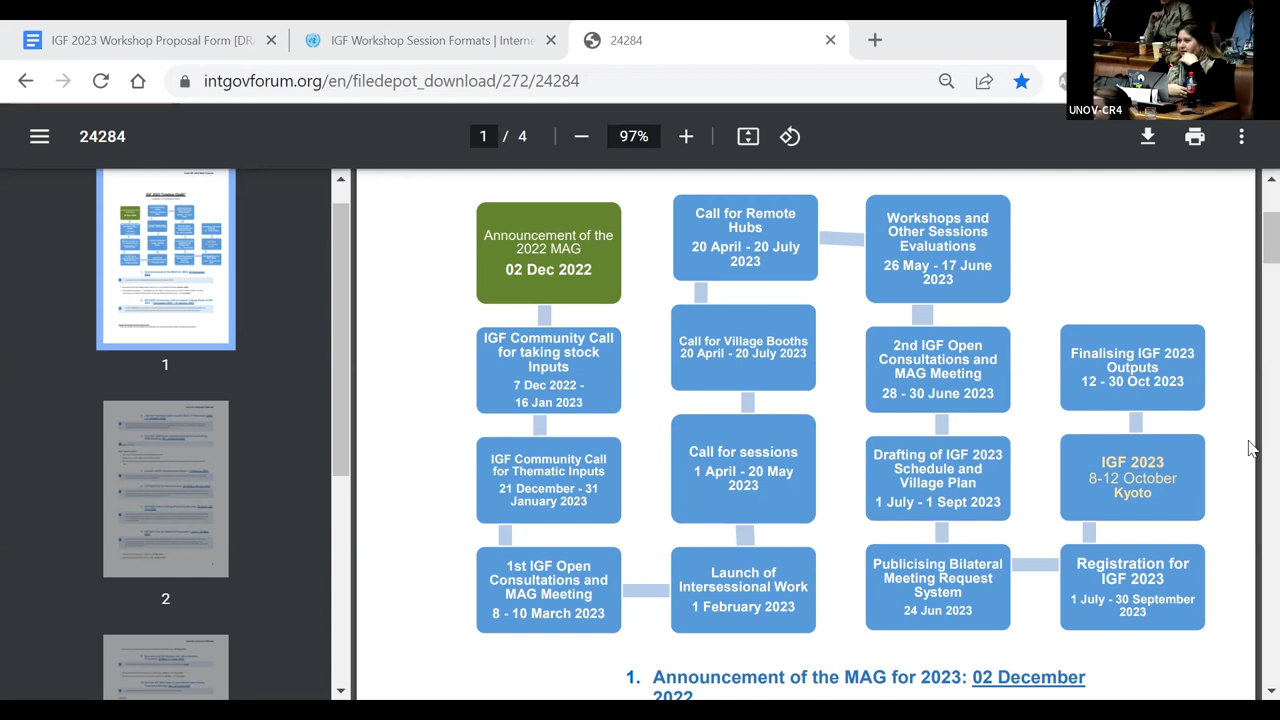 IGF 2023 Workshop Proposal Form [DR
IGF Workshop Session Formats | Intern
24284
intgovforum.org/en/filedepot_download/272/24284
UNOV-CR4
24284
1 / 4
97%
Announcement of the
2022 MAG
02 Dec 2022
IGF Community Call
for taking stock
Inputs
7 Dec 2022 -
16 Jan 2023
IGF Community Call
for Thematic Inputs
21 December - 31
January 2023
1st IGF Open
Consultations and
MAG Meeting
8 - 10 March 2023
Launch of
Intersessional Work
1 February 2023
Call for sessions
1 April - 20 May
2023
Call for Village Booths
20 April - 20 July 2023
Call for Remote
Hubs
20 April - 20 July
2023
Workshops and
Other Sessions
Evaluations
26 May - 17 June
2023
2nd IGF Open
Consultations and
MAG Meeting
28 - 30 June 2023
Drafting of IGF 2023
Schedule and
Village Plan
1 July - 1 Sept 2023
Publicising Bilateral
Meeting Request
System
24 Jun 2023
Registration for
IGF 2023
1 July - 30 September
2023
IGF 2023
8-12 October
Kyoto
Finalising IGF 2023
Outputs
12 - 30 Oct 2023
1
2
1. Announcement of the MAG for 2023: 02 December
2022